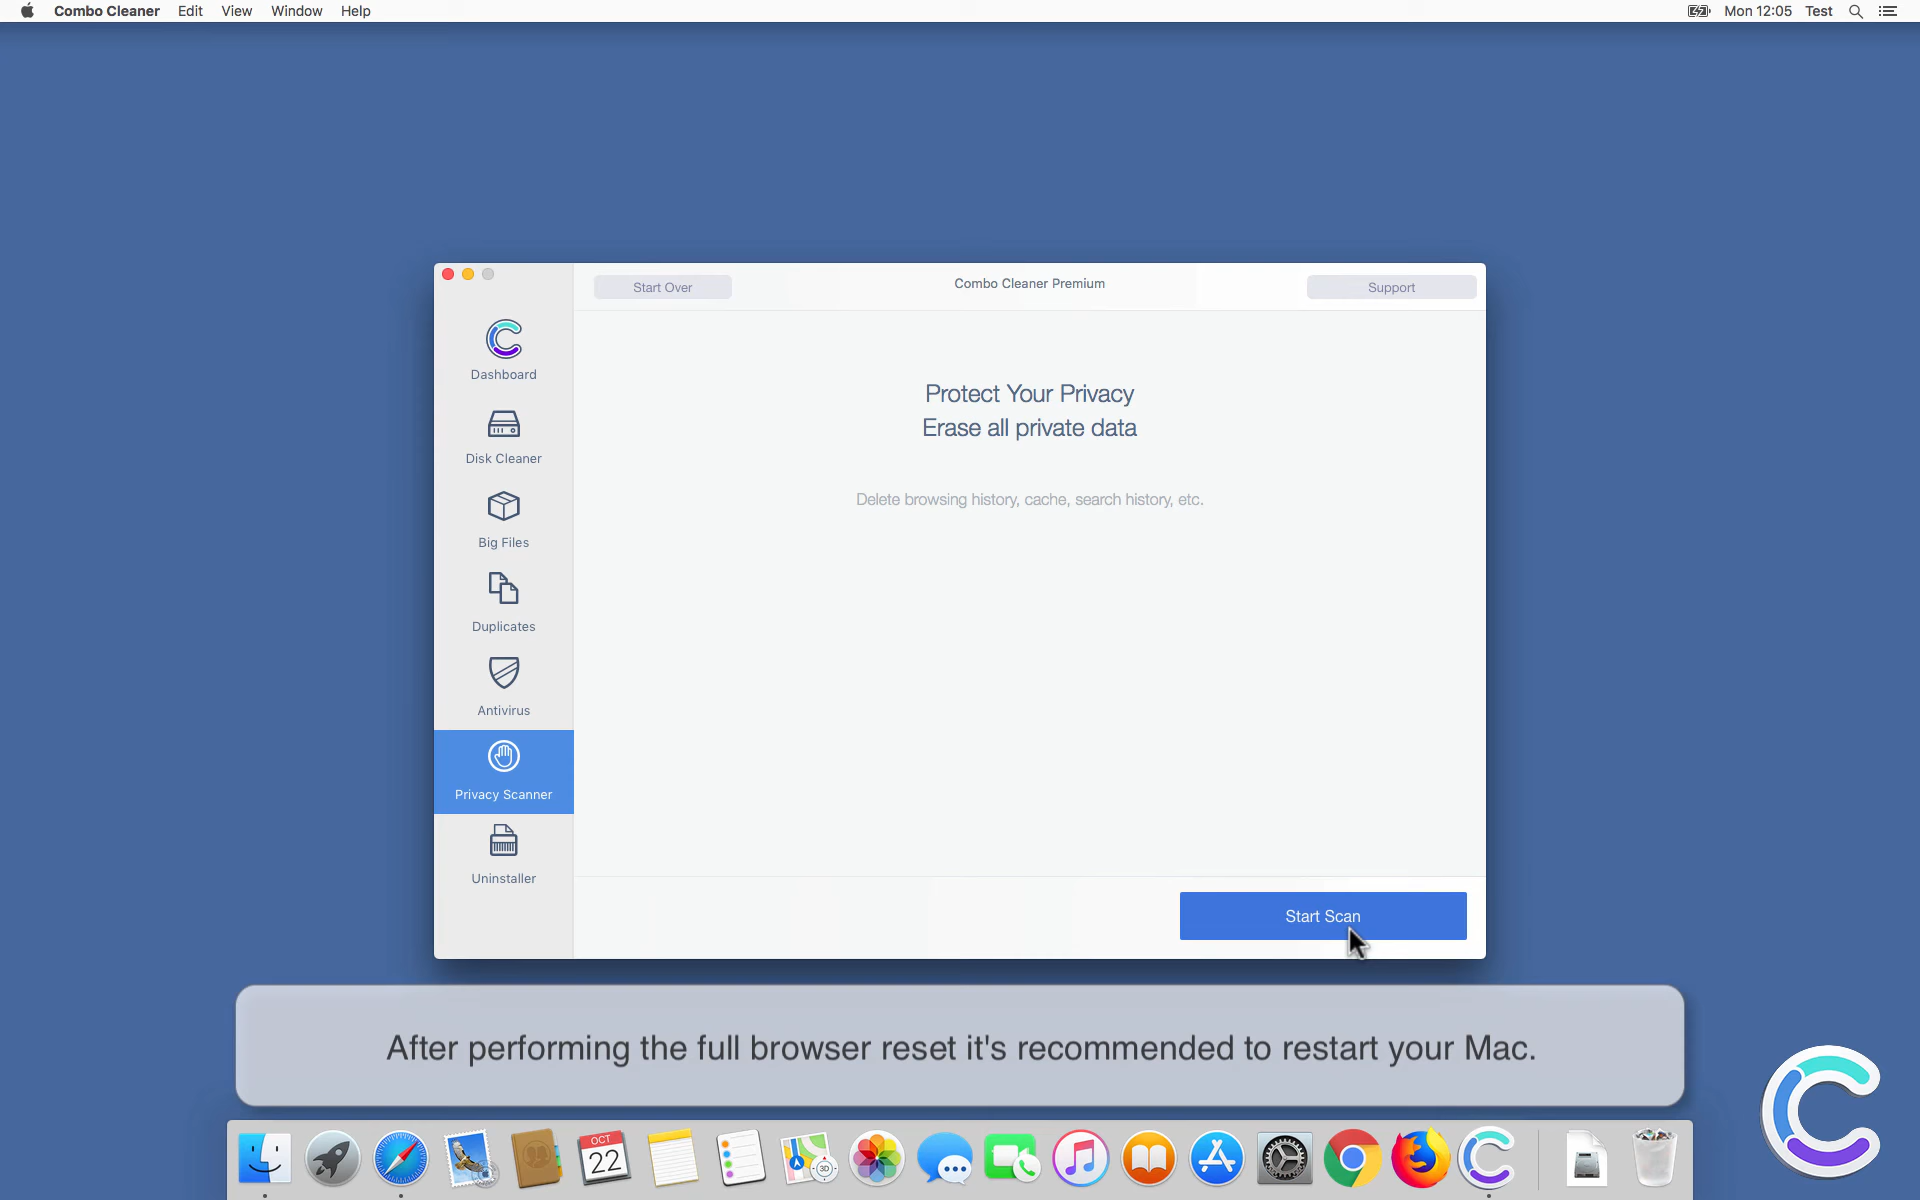 Combo Cleaner Edit View Window Help Mon 12:05 Test
Start Over Combo Cleaner Premium Support
Dashboard
Disk Cleaner
Big Files
Duplicates
Antivirus
Privacy Scanner
Uninstaller
Protect Your Privacy
Erase all private data
Delete browsing history, cache, search history, etc.
Start Scan
After performing the full browser reset it's recommended to restart your Mac.
OCT
22
3D